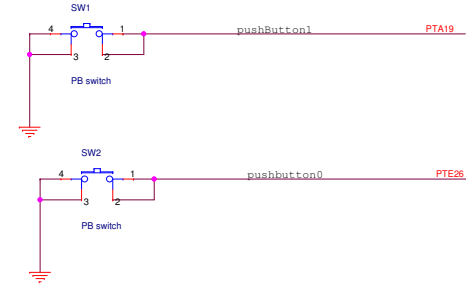 SW1
4 1 pushButton1 PTA19
3 2
PB switch
SW2
4 1 pushbutton0 PTE26
3 2
PB switch